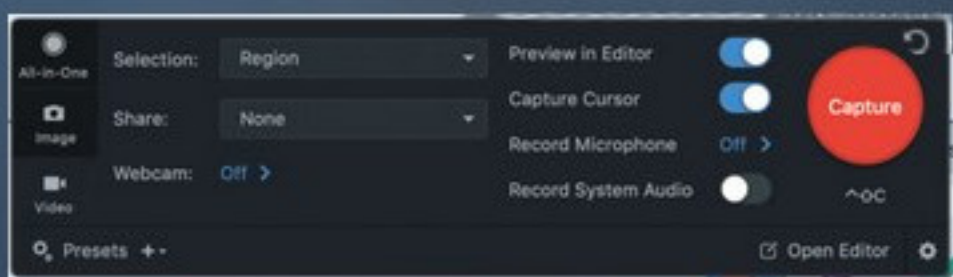 All-in-One
Image
Video
Selection: Region
Share: None
Webcam: Off >
Preview in Editor
Capture Cursor
Record Microphone Off >
Record System Audio
Capture
^⇧C
Presets +
Open Editor